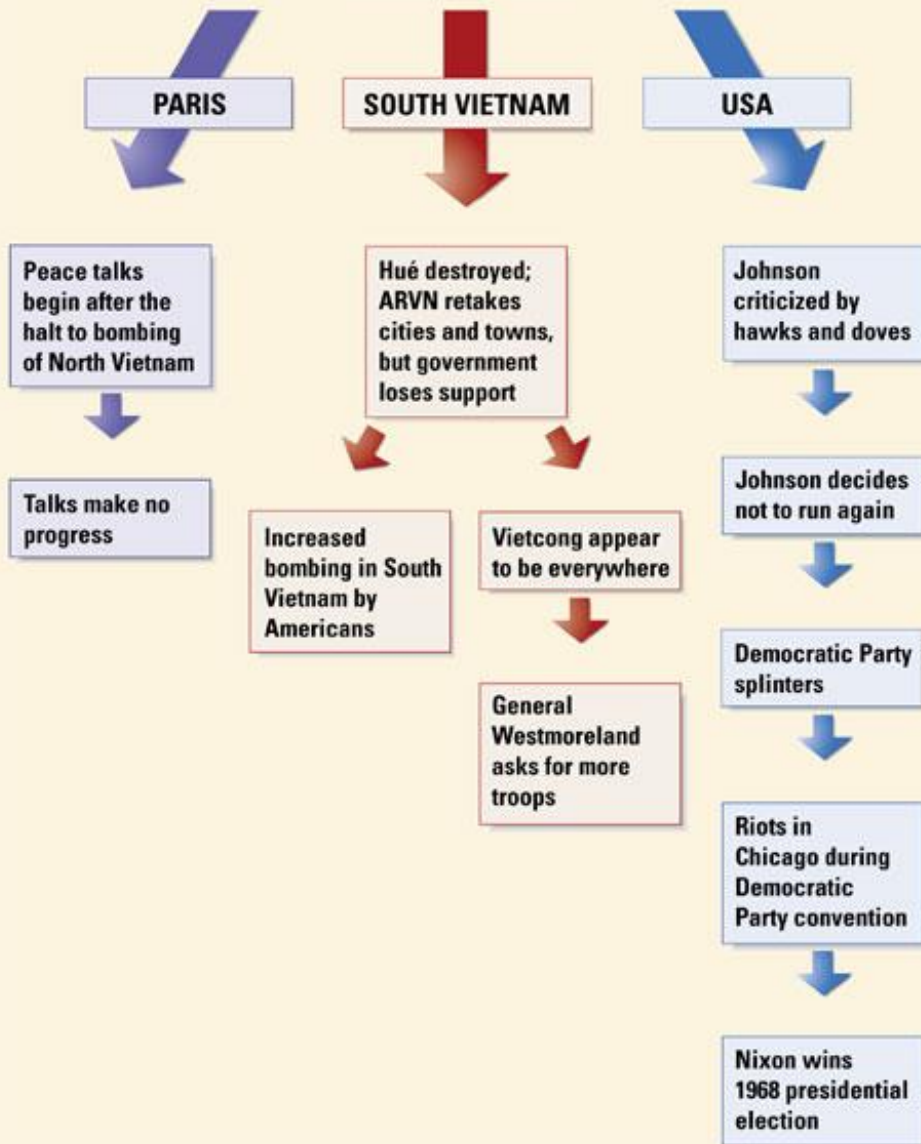 PARIS
SOUTH VIETNAM
USA
Peace talks
begin after the
halt to bombing
of North Vietnam
Talks make no
progress
Hué destroyed;
ARVN retakes
cities and towns,
but government
loses support
Increased
bombing in South
Vietnam by
Americans
Vietcong appear
to be everywhere
General
Westmoreland
asks for more
troops
Johnson
criticized by
hawks and doves
Johnson decides
not to run again
Democratic Party
splinters
Riots in
Chicago during
Democratic
Party convention
Nixon wins
1968 presidential
election